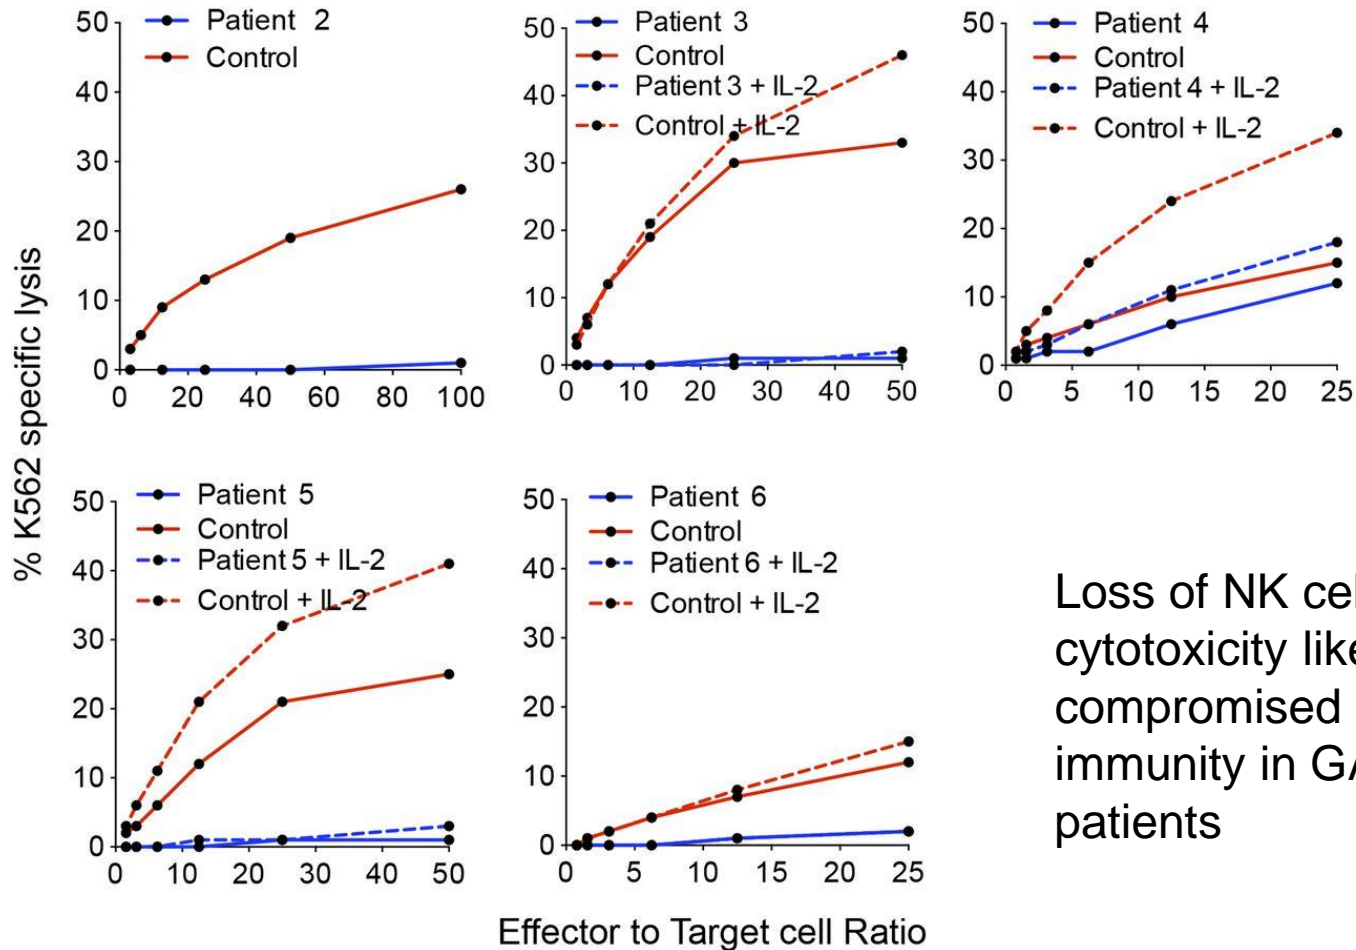 % K562 specific lysis
Patient 2
Control
50
40
30
20
10
0
0 20 40 60 80 100
Patient 3
Control
Patient 3 + IL-2
Control + IL-2
50
40
30
20
10
0
0 10 20 30 40 50
Patient 4
Control
Patient 4 + IL-2
Control + IL-2
50
40
30
20
10
0
0 5 10 15 20 25
Patient 5
Control
Patient 5 + IL-2
Control + IL-2
50
40
30
20
10
0
0 10 20 30 40 50
Patient 6
Control
Patient 6 + IL-2
Control + IL-2
50
40
30
20
10
0
0 5 10 15 20 25
Effector to Target cell Ratio
Loss of NK
cytotoxicity
compromised
immunity in
patients